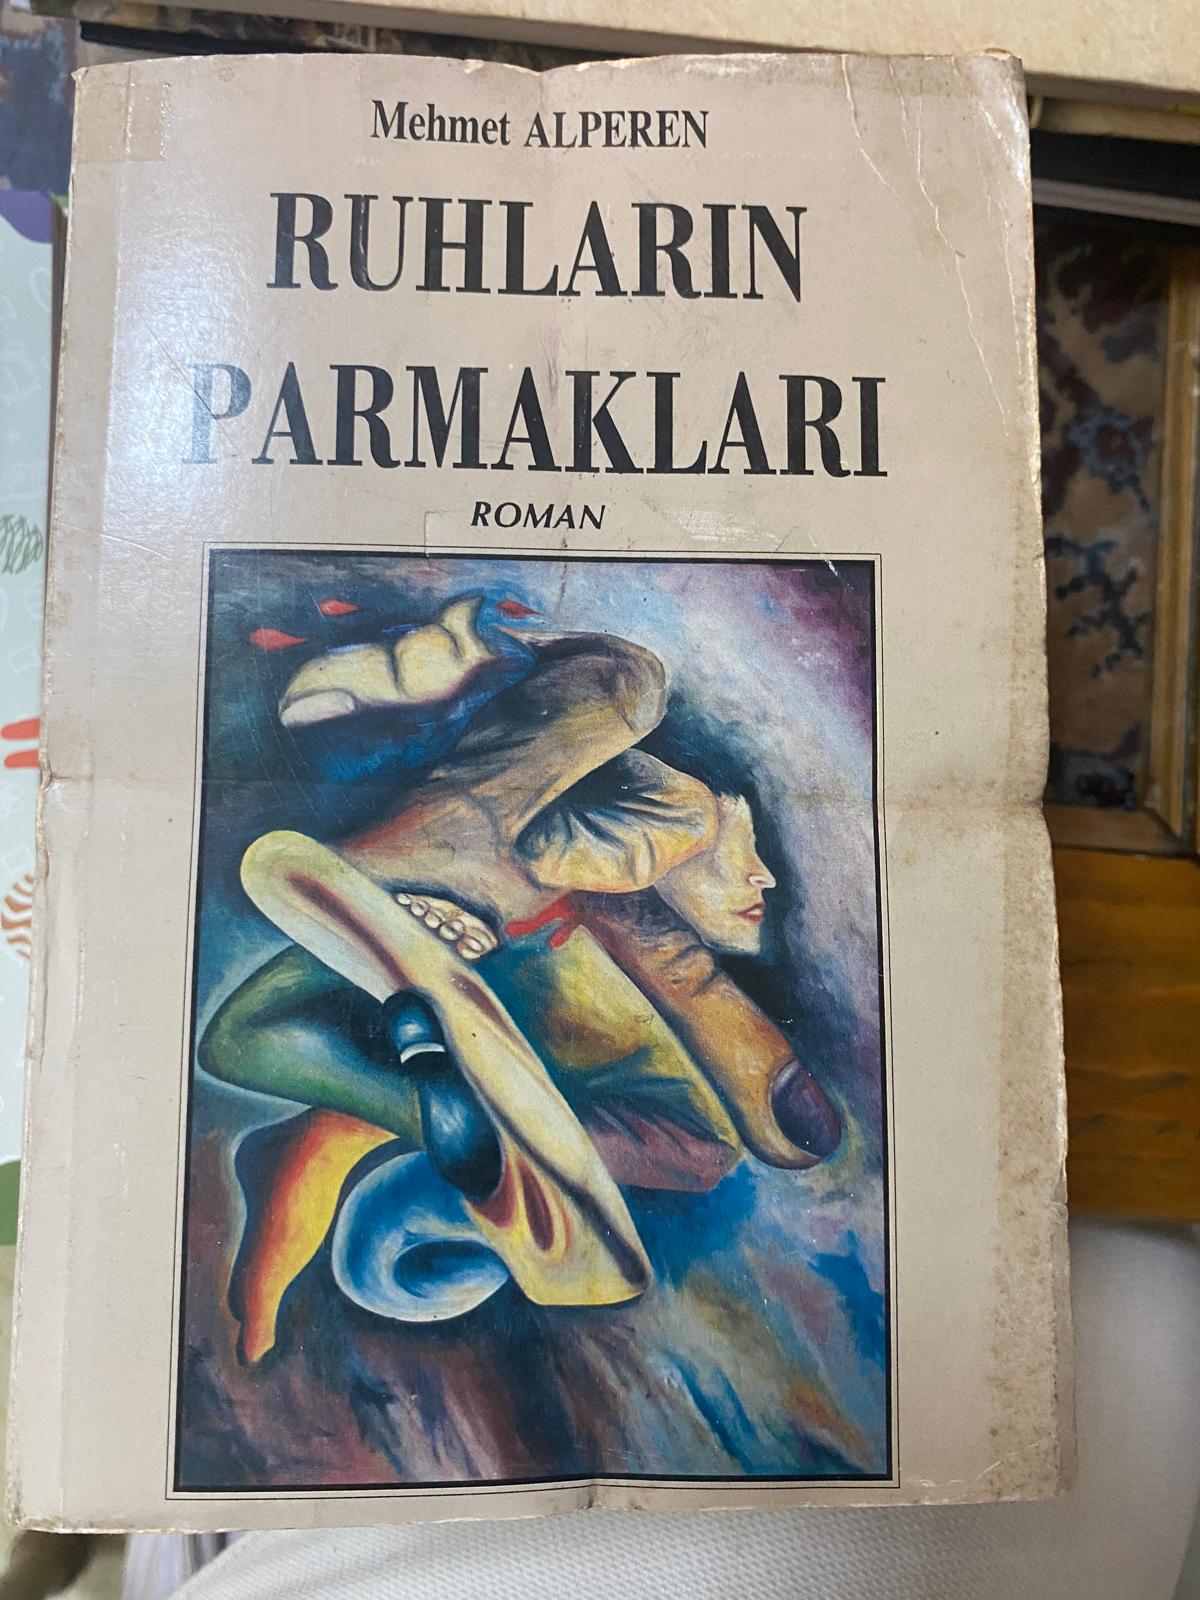 Mehmet ALPEREN
RUHLARIN
PARMAKLARI
ROMAN